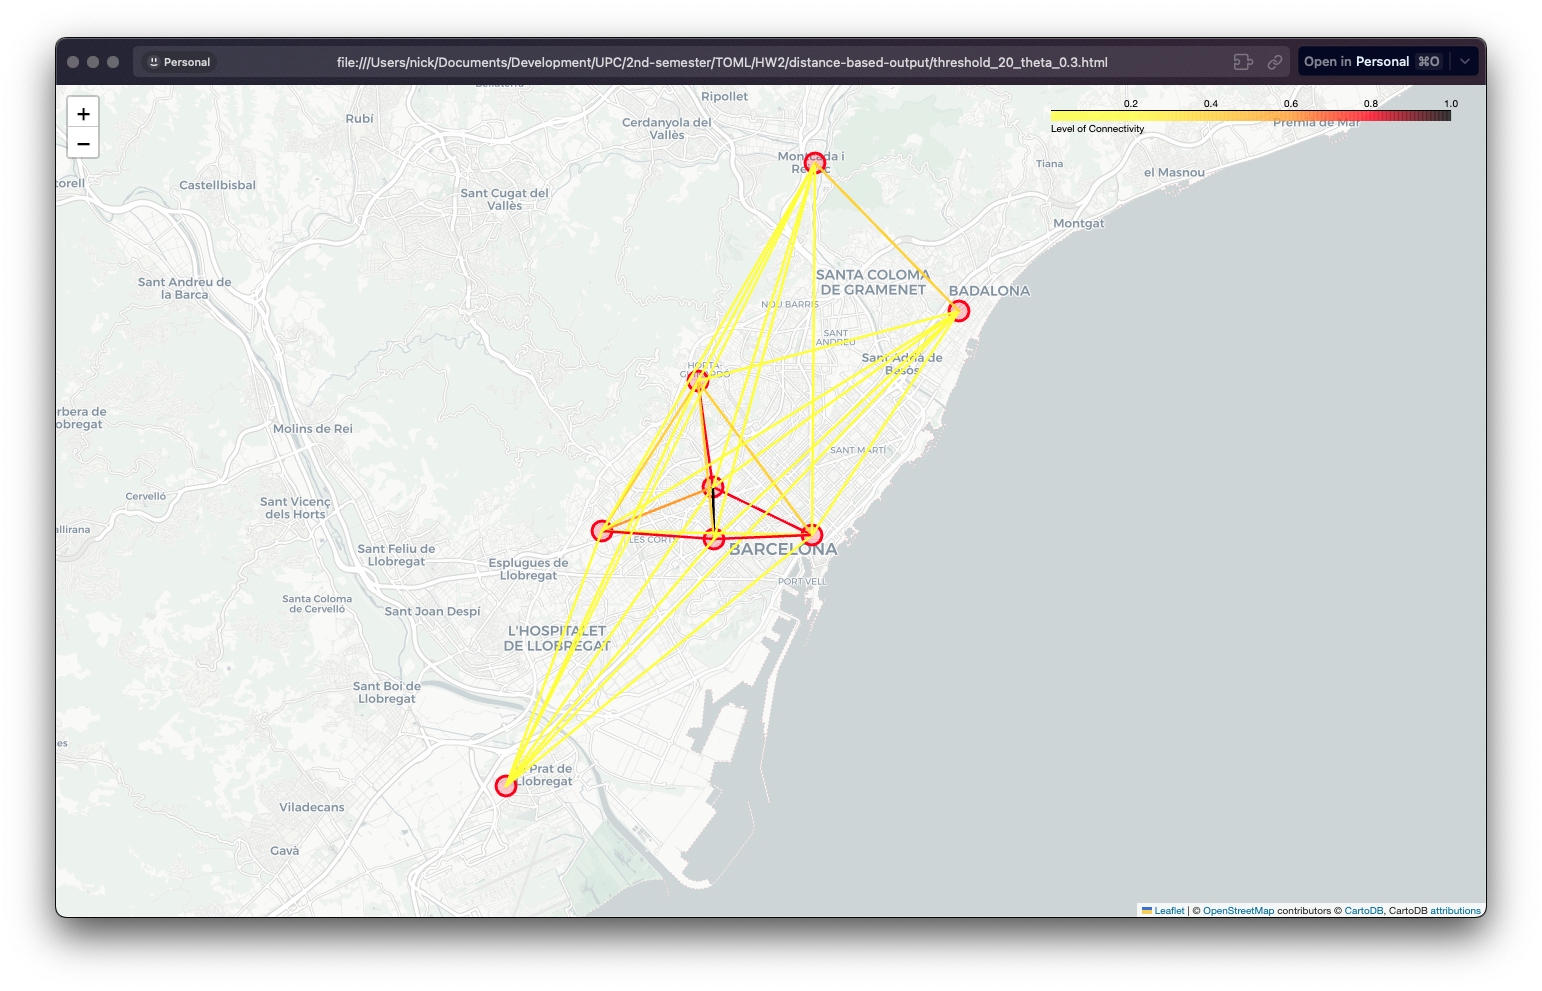 Personal
file:///Users/nick/Documents/Development/UPC/2nd-semester/TOML/HW2/distance-based-output/threshold_20_theta_0.3.html
Open in Personal ⌘O
+
−
0.2 0.4 0.6 0.8 1.0
Level of Connectivity
Ripollet
Rubí
Cerdanyola del
Vallès
Premià de Mar
Tiana
el Masnou
Castellbisbal
Sant Cugat del
Vallès
Montgat
Sant Andreu de
la Barca
SANTA COLOMA
DE GRAMENET
BADALONA
NOU BARRIS
SANT
ANDREU
Sant Adrià de
Besòs
HORTA-
Molins de Rei
SANT MARTÍ
Cervelló
Sant Vicenç
dels Horts
LES CORTS
BARCELONA
Sant Feliu de
Llobregat
Esplugues de
Llobregat
PORT VELL
Santa Coloma
de Cervelló
Sant Joan Despí
L'HOSPITALET
DE LLOBREGAT
Sant Boi de
Llobregat
Prat de
Llobregat
Viladecans
Gavà
Leaflet | © OpenStreetMap contributors © CartoDB, CartoDB attributions